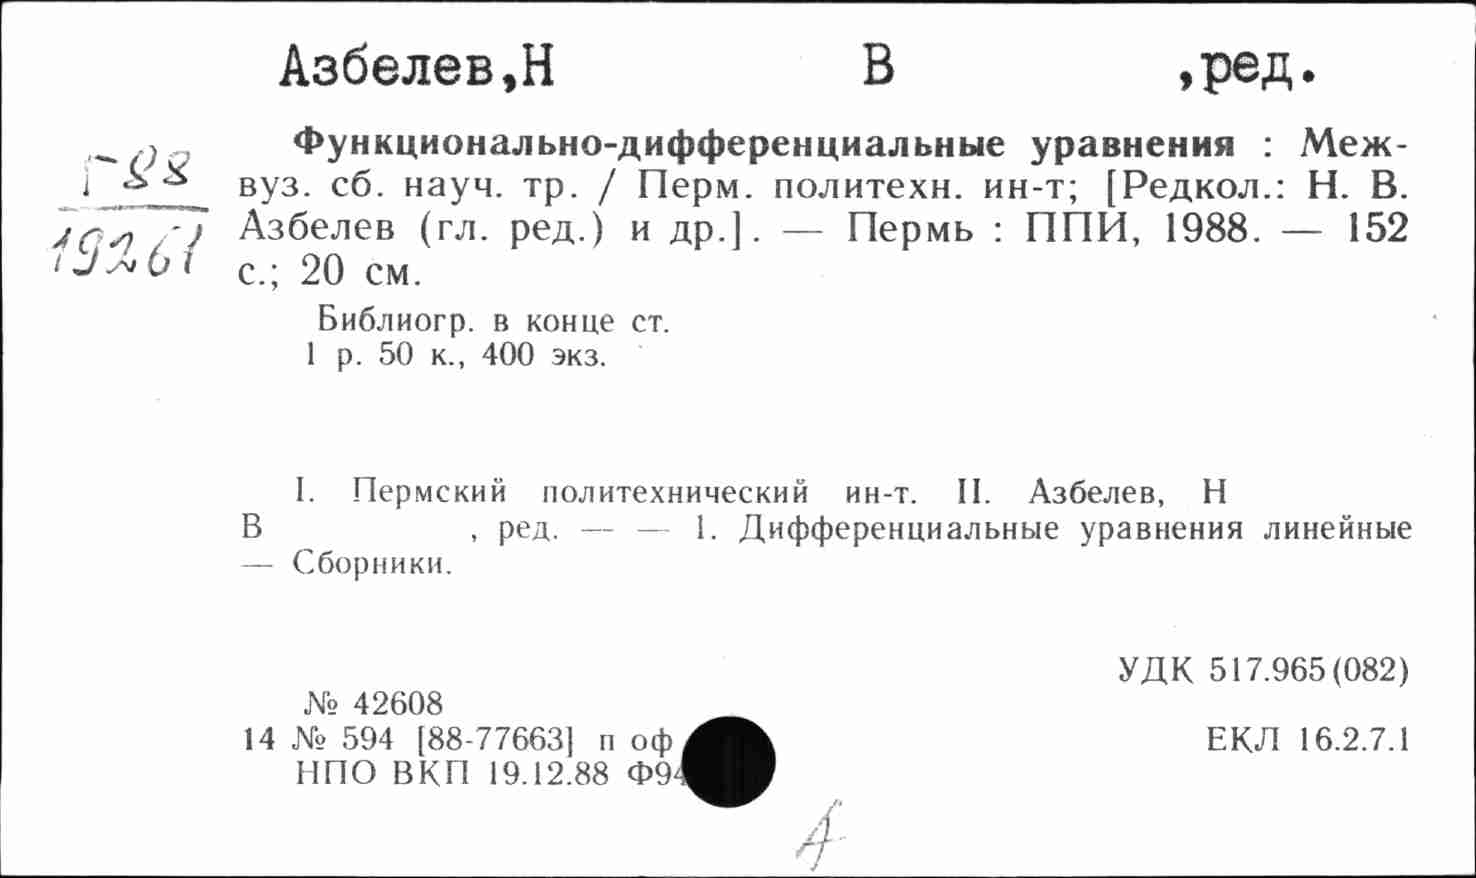 Азбелев,Н В ,ред.
Функционально-дифференциальные уравнения : Меж-
вуз. сб. науч. тр. / Перм. политехн. ин-т; [Редкол.: Н. В.
Азбелев (гл. ред.) и др.]. — Пермь : ППИ, 1988. — 152
с.; 20 см.
Г-88
19261
Библиогр. в конце ст.
1 р. 50 к., 400 экз.
I. Пермский политехнический ин-т. II. Азбелев, Н
В , ред. — — 1. Дифференциальные уравнения линейные
— Сборники.
УДК 517.965(082)
№ 42608
14 № 594 [88-77663] п оф
ЕКЛ 16.2.7.1
НПО ВКП 19.12.88 Ф94
А